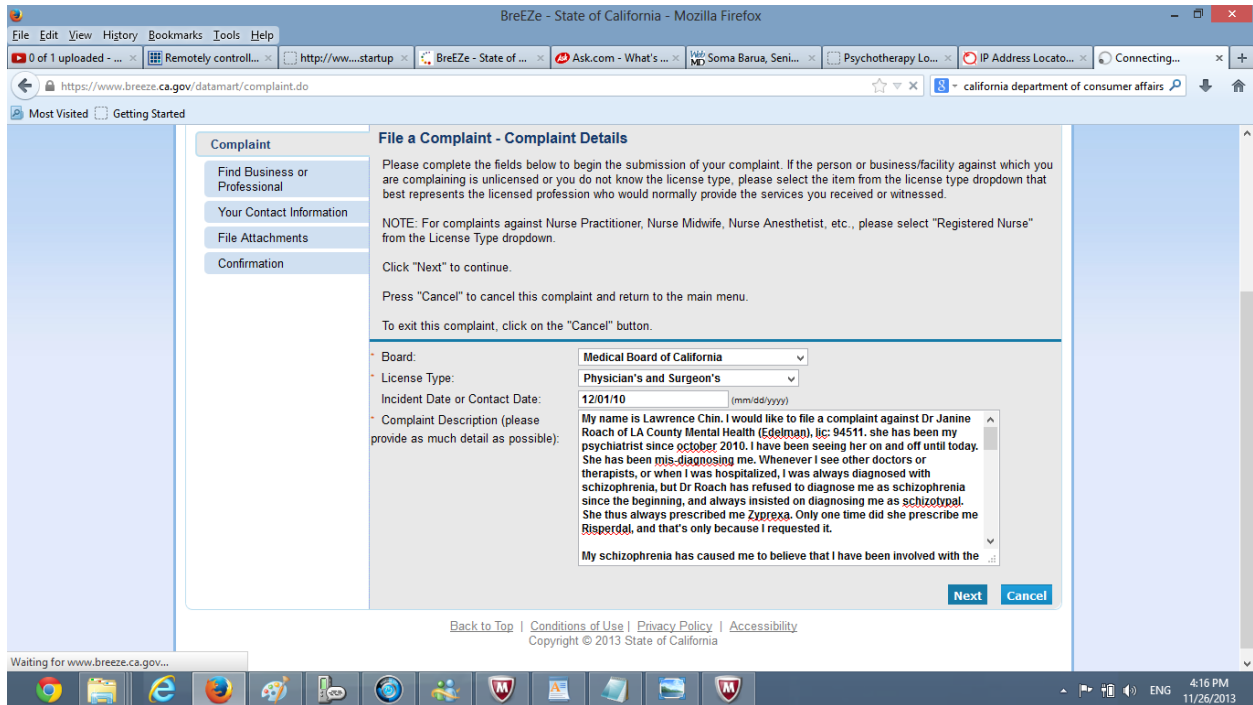 BreEZe - State of California - Mozilla Firefox
File Edit View History Bookmarks Tools Help
0 of 1 uploaded - ...
Remotely controll...
http://ww....startup
BreEZe - State of ...
Ask.com - What's ...
Web MD Soma Barua, Seni...
Psychotherapy Lo...
IP Address Locato...
Connecting...
https://www.breeze.ca.gov/datamart/complaint.do
california department of consumer affairs
Most Visited Getting Started
Complaint
Find Business or
Professional
Your Contact Information
File Attachments
Confirmation
File a Complaint - Complaint Details
Please complete the fields below to begin the submission of your complaint. If the person or business/facility against which you
are complaining is unlicensed or you do not know the license type, please select the item from the license type dropdown that
best represents the licensed profession who would normally provide the services you received or witnessed.
NOTE: For complaints against Nurse Practitioner, Nurse Midwife, Nurse Anesthetist, etc., please select "Registered Nurse"
from the License Type dropdown.
Click "Next" to continue.
Press "Cancel" to cancel this complaint and return to the main menu.
To exit this complaint, click on the "Cancel" button.
* Board: Medical Board of California
* License Type: Physician's and Surgeon's
Incident Date or Contact Date: 12/01/10 (mm/dd/yyyy)
* Complaint Description (please
provide as much detail as possible):
My name is Lawrence Chin. I would like to file a complaint against Dr Janine
Roach of LA County Mental Health (Edelman), lic: 94511. she has been my
psychiatrist since october 2010. I have been seeing her on and off until today.
She has been mis-diagnosing me. Whenever I see other doctors or
therapists, or when I was hospitalized, I was always diagnosed with
schizophrenia, but Dr Roach has refused to diagnose me as schizophrenia
since the beginning, and always insisted on diagnosing me as schizotypal.
She thus always prescribed me Zyprexa. Only one time did she prescribe me
Risperdal, and that's only because I requested it.
My schizophrenia has caused me to believe that I have been involved with the
Next Cancel
Back to Top | Conditions of Use | Privacy Policy | Accessibility
Copyright © 2013 State of California
Waiting for www.breeze.ca.gov...
ENG
4:16 PM
11/26/2013